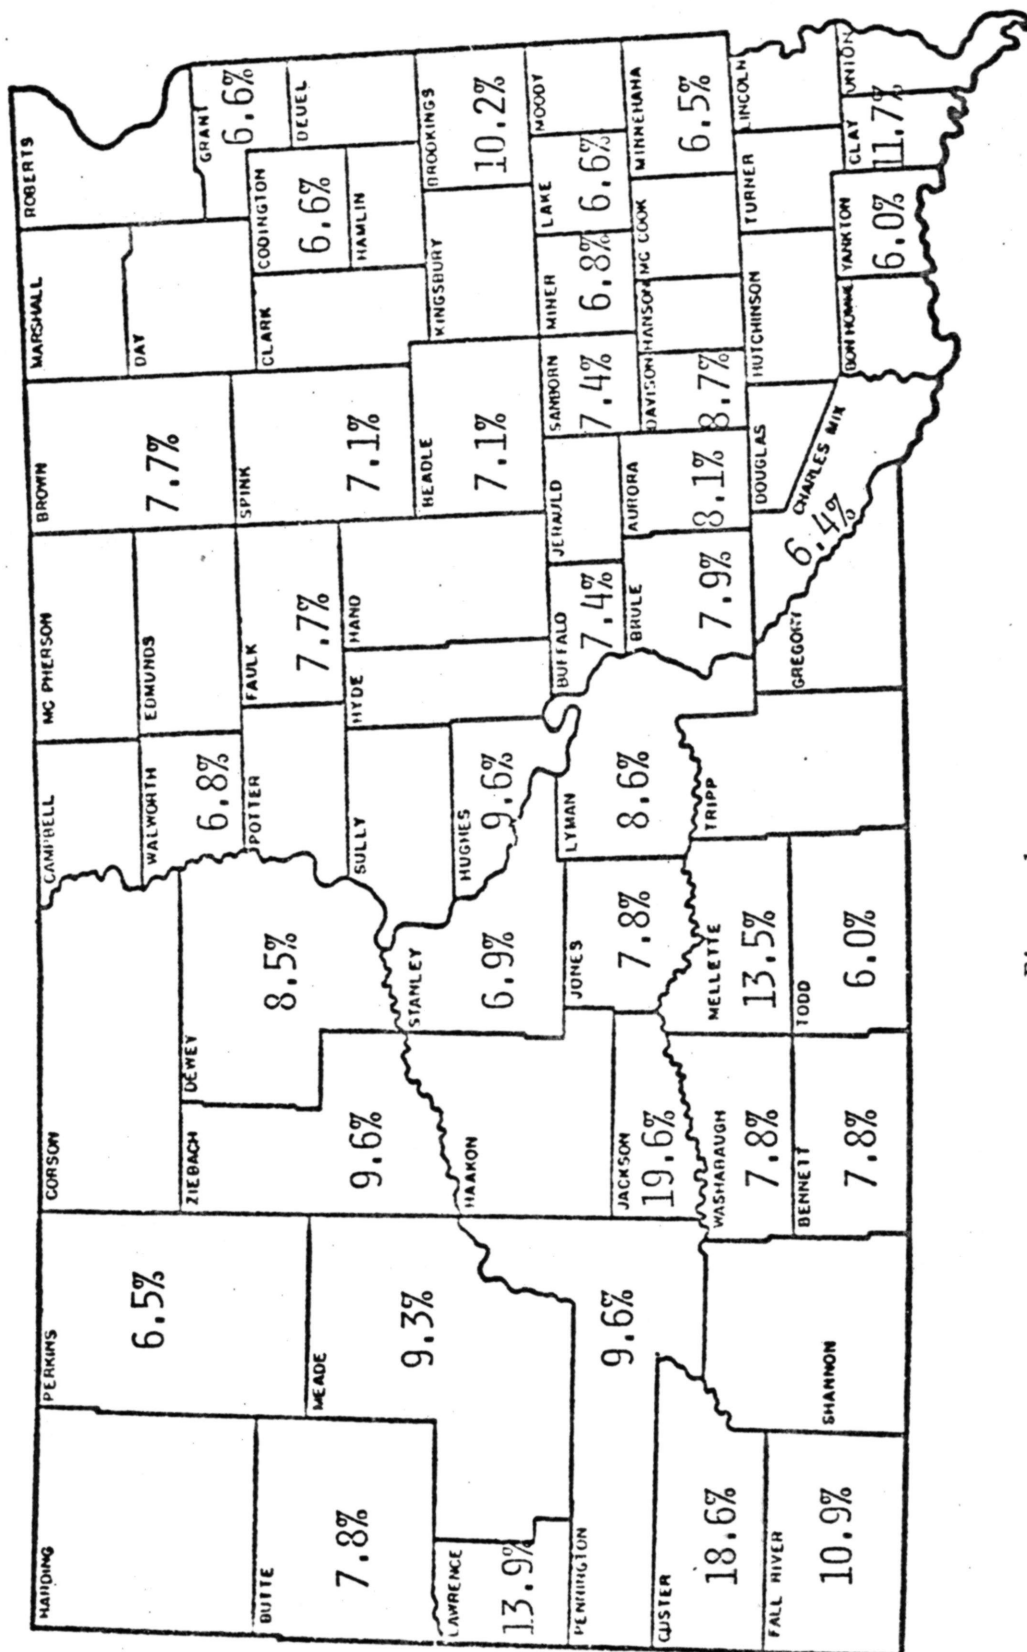 HARDING
PERKINS
6.5%
CORSON
CAMPBELL
MC PHERSON
BROWN
7.7%
MARSHALL
ROBERTS
DAY
GRANT
6.6%
WALWORTH
6.8%
EDMUNDS
BUTTE
7.8%
ZIEBACH
9.6%
DEWEY
8.5%
POTTER
FAULK
7.7%
SPINK
7.1%
CLARK
CODINGTON
6.6%
DEUEL
HAMLIN
MEADE
9.3%
SULLY
HYDE
HAND
BEADLE
7.1%
KINGSBURY
BROOKINGS
10.2%
LAWRENCE
13.9%
HAAKON
STANLEY
6.9%
HUGHES
9.6%
BUFFALO
7.4%
JERAULD
SANBORN
7.4%
MINER
6.8%
LAKE
6.6%
MOODY
PENNINGTON
9.6%
JACKSON
19.6%
JONES
7.8%
LYMAN
8.6%
BRULE
7.9%
AURORA
8.1%
DAVISON
8.7%
HANSON
MC COOK
MINNEHAHA
6.5%
CUSTER
18.6%
WASHABAUGH
7.8%
MELLETTE
13.5%
TRIPP
GREGORY
CHARLES MIX
6.4%
DOUGLAS
HUTCHINSON
TURNER
LINCOLN
FALL RIVER
10.9%
SHANNON
BENNETT
7.8%
TODD
6.0%
BON HOMME
YANKTON
6.0%
CLAY
11.7%
UNION